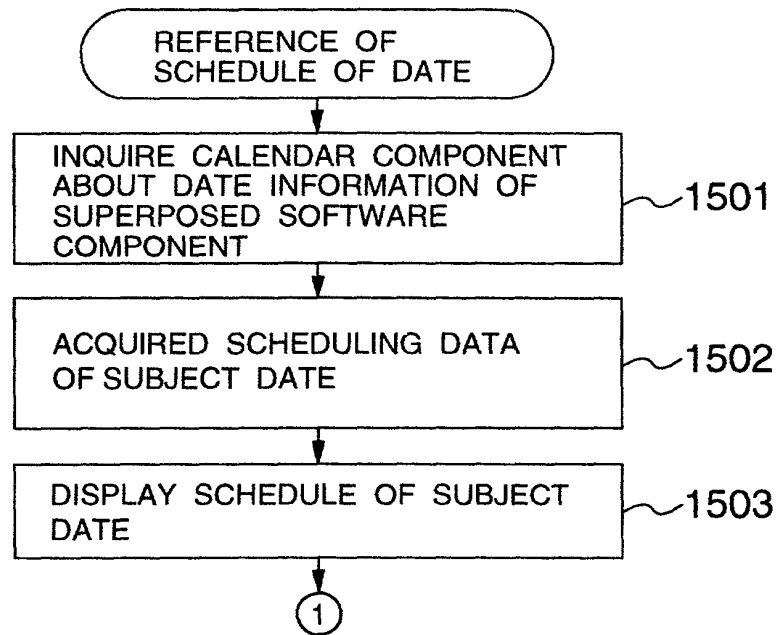 REFERENCE OF
SCHEDULE OF DATE
INQUIRE CALENDAR COMPONENT
ABOUT DATE INFORMATION OF
SUPERPOSED SOFTWARE
COMPONENT
1501
ACQUIRED SCHEDULING DATA
OF SUBJECT DATE
1502
DISPLAY SCHEDULE OF SUBJECT
DATE
1503
1